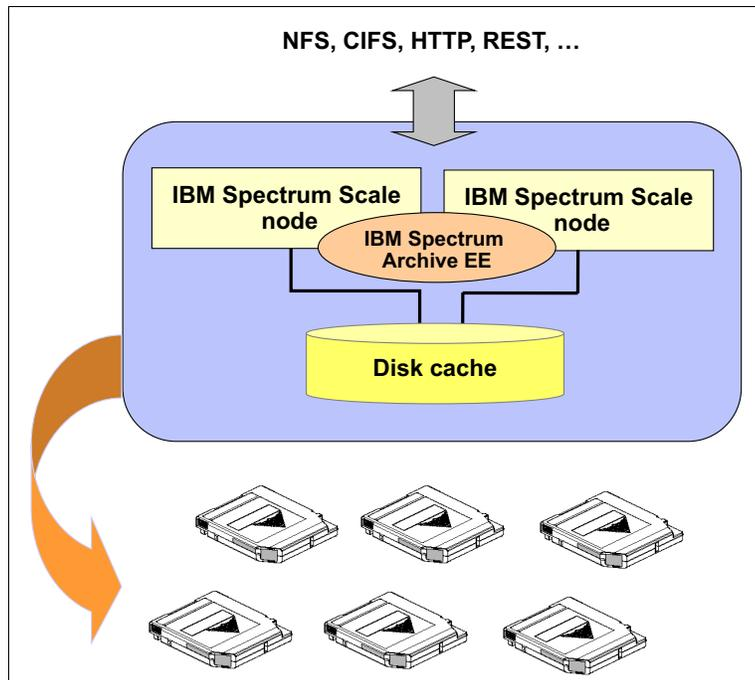 NFS, CIFS, HTTP, REST, …
IBM Spectrum Scale
node
IBM Spectrum Scale
node
IBM Spectrum
Archive EE
Disk cache